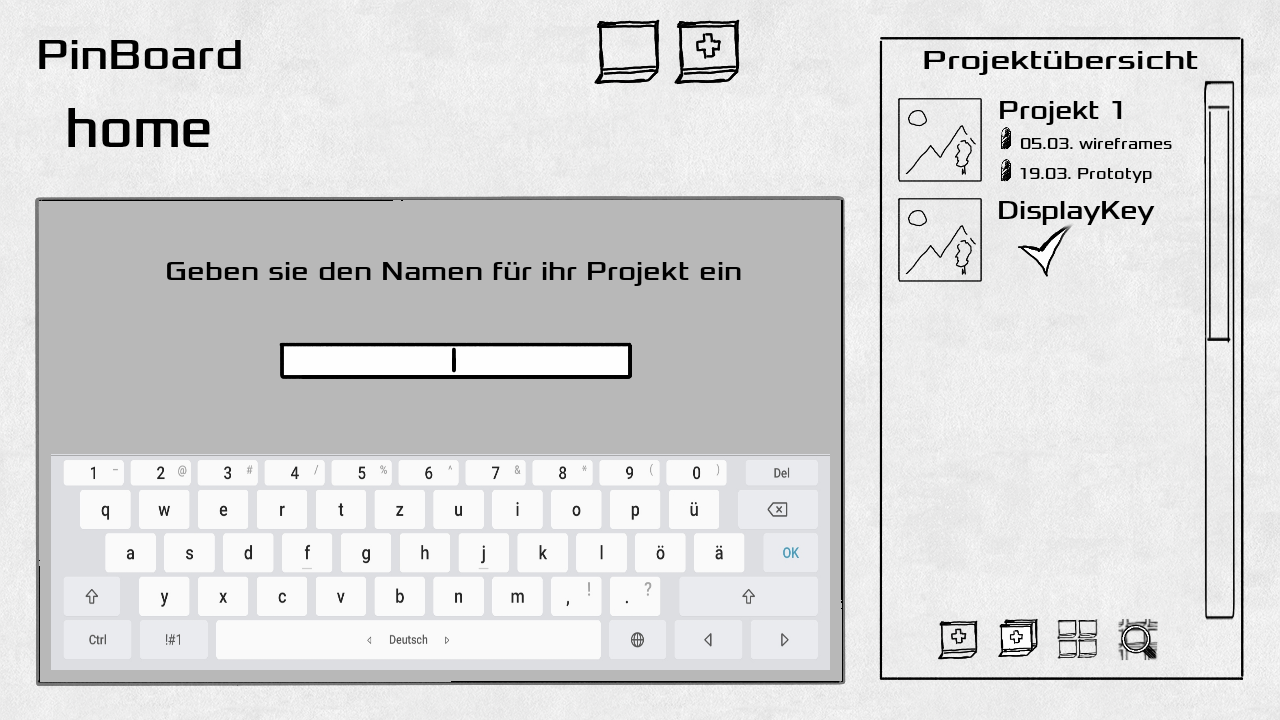 PinBoard
home
Geben sie den Namen für ihr Projekt ein
1 - 2 @ 3 # 4 / 5 % 6 ^ 7 & 8 * 9 ( 0 ) Del
q w e r t z u i o p ü
a s d f g h j k l ö ä OK
y x c v b n m , ! . ?
Ctrl !#1 Deutsch
Projektübersicht
Projekt 1
05.03. wireframes
19.03. Prototyp
DisplayKey